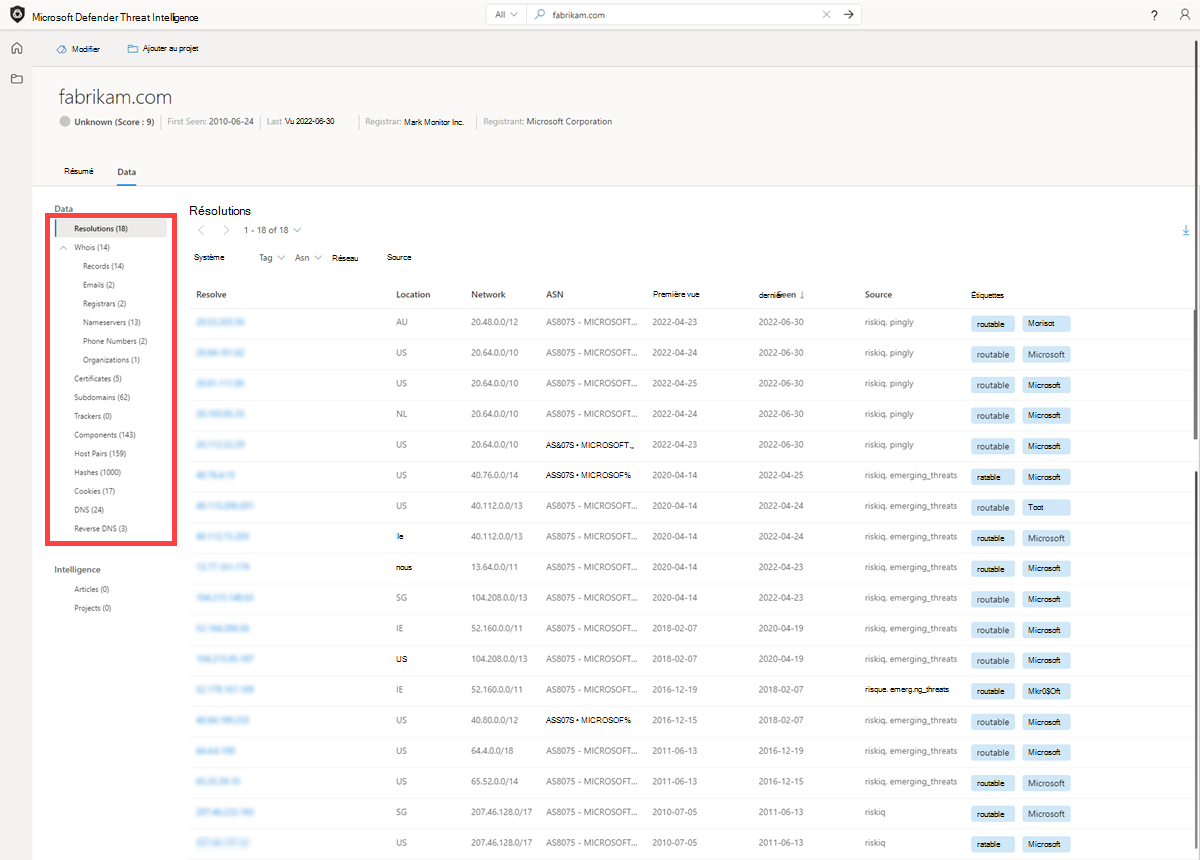 Microsoft Defender Threat Intelligence
All
fabrikam.com
?
Modifier
Ajouter au projet
fabrikam.com
Unknown (Score : 9)
First Seen: 2010-06-24
Last Vu 2022-06-30
Registrar: Mark Monitor Inc.
Registrant: Microsoft Corporation
Résumé
Data
Data
Resolutions (18)
Whois (14)
Records (14)
Emails (2)
Registrars (2)
Nameservers (13)
Phone Numbers (2)
Organizations (1)
Certificates (5)
Subdomains (62)
Trackers (0)
Components (143)
Host Pairs (159)
Hashes (1000)
Cookies (17)
DNS (24)
Reverse DNS (3)
Intelligence
Articles (0)
Projects (0)
Résolutions
1 - 18 of 18
Système Tag Asn Réseau Source
Resolve Location Network ASN Première vue Seen Source Étiquettes
AU 20.48.0.0/12 AS8075 - MICROSOFT... 2022-04-23 2022-06-30 riskiq, pingly routable Morisot
US 20.64.0.0/10 AS8075 - MICROSOFT... 2022-04-24 2022-06-30 riskiq, pingly routable Microsoft
US 20.64.0.0/10 AS8075 - MICROSOFT... 2022-04-25 2022-06-30 riskiq, pingly routable Microsoft
NL 20.64.0.0/10 AS8075 - MICROSOFT... 2022-04-24 2022-06-30 riskiq, pingly routable Microsoft
US 20.64.0.0/10 AS&07S • MICROSOFT... 2022-04-23 2022-06-30 riskiq, pingly routable Microsoft
US 40.76.0.0/14 ASS07S • MICROSOF% 2020-04-14 2022-04-25 riskiq, emerging_threats ratable Microsoft
US 40.112.0.0/13 AS8075 - MICROSOFT... 2020-04-14 2022-04-24 riskiq, emerging_threats routable Toot
le 40.112.0.0/13 AS8075 - MICROSOFT... 2020-04-14 2022-04-24 riskiq, emerging_threats routable Microsoft
nous 13.64.0.0/11 AS8075 - MICROSOFT... 2020-04-14 2022-04-23 riskiq, emerging_threats routable Microsoft
SG 104.208.0.0/13 AS8075 - MICROSOFT... 2020-04-14 2022-04-23 riskiq, emerging_threats routable Microsoft
IE 52.160.0.0/11 AS8075 - MICROSOFT... 2018-02-07 2020-04-19 riskiq, emerging_threats routable Microsoft
US 104.208.0.0/13 AS8075 - MICROSOFT... 2018-02-07 2020-04-19 riskiq, emerging_threats routable Microsoft
IE 52.160.0.0/11 AS8075 - MICROSOFT... 2016-12-19 2018-02-07 risque. emerg.ng_threats routable Mkr0$Oft
US 40.80.0.0/12 ASS07S • MICROSOF% 2016-12-15 2018-02-07 riskiq, emerging_threats routable Microsoft
US 64.4.0.0/18 AS8075 - MICROSOFT... 2011-06-13 2016-12-19 riskiq, emerging_threats routable Microsoft
US 65.52.0.0/14 AS8075 - MICROSOFT... 2011-06-13 2016-12-15 riskiq, emerging_threats routable Microsoft
SG 207.46.128.0/17 AS8075 - MICROSOFT... 2010-07-05 2011-06-13 riskiq routable Microsoft
US 207.46.128.0/17 AS8075 - MICROSOFT... 2010-07-05 2011-06-13 riskiq ratable Microsoft